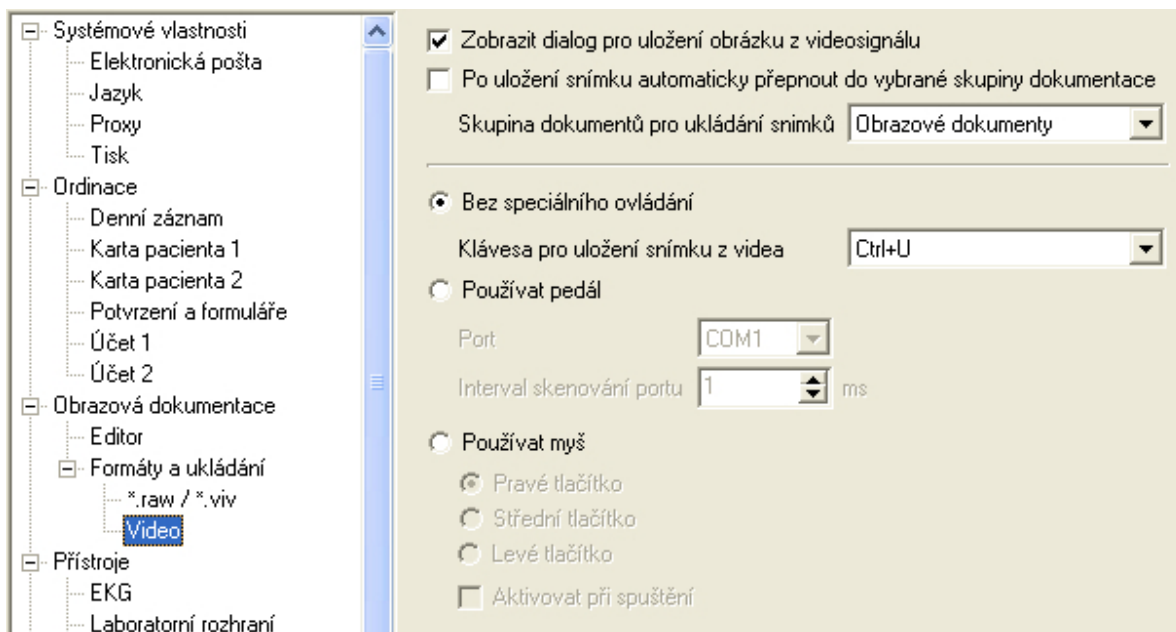 Systémové vlastnosti
Elektronická pošta
Jazyk
Proxy
Tisk
Ordinace
Denní záznam
Karta pacienta 1
Karta pacienta 2
Potvrzení a formuláře
Účet 1
Účet 2
Obrazová dokumentace
Editor
Formáty a ukládání
*.raw / *.viv
Video
Přístroje
EKG
Laboratorní rozhraní
Zobrazit dialog pro uložení obrázku z videosignálu
Po uložení snímku automaticky přepnout do vybrané skupiny dokumentace
Skupina dokumentů pro ukládání snimků Obrazové dokumenty
Bez speciálního ovládání
Klávesa pro uložení snímku z videa Ctrl+U
Používat pedál
Port COM1
Interval skenování portu 1 ms
Používat myš
Pravé tlačítko
Střední tlačítko
Levé tlačítko
Aktivovat při spuštění